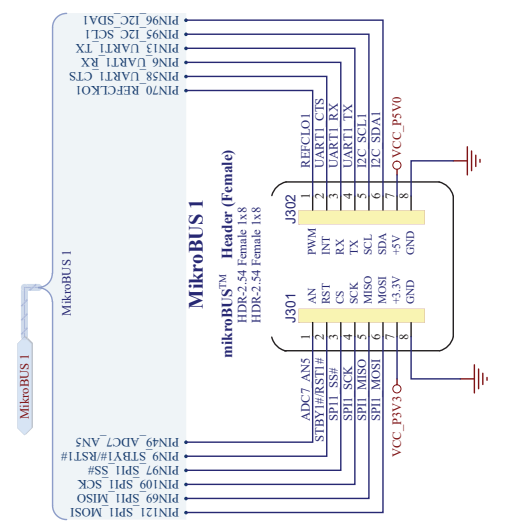 PIN96_I2C_SDA1
PIN95_I2C_SCL1
PIN13_UART1_TX
PIN6_UART1_RX
PIN58_UART1_CTS
PIN70_REFCLKO1
MikroBUS 1
MikroBUS 1
PIN49_ADC7_AN5
PIN9_STBY1#/RST1#
PIN97_SPI1_SS#
PIN109_SPI1_SCK
PIN69_SPI1_MISO
PIN121_SPI1_MOSI
MikroBUS 1
mikroBUS™ Header (Female)
HDR-2.54 Female 1x8
HDR-2.54 Female 1x8
REFCLO1
UART1_CTS
UART1_RX
UART1_TX
I2C_SCL1
I2C_SDA1
VCC_P5V0
J302
1 PWM
2 INT
3 RX
4 TX
5 SCL
6 SDA
7 +5V
8 GND
J301
1 AN
2 RST
3 CS
4 SCK
5 MISO
6 MOSI
7 +3.3V
8 GND
ADC7_AN5
STBY1#/RST1#
SPI1_SS#
SPI1_SCK
SPI1_MISO
SPI1_MOSI
VCC_P3V3